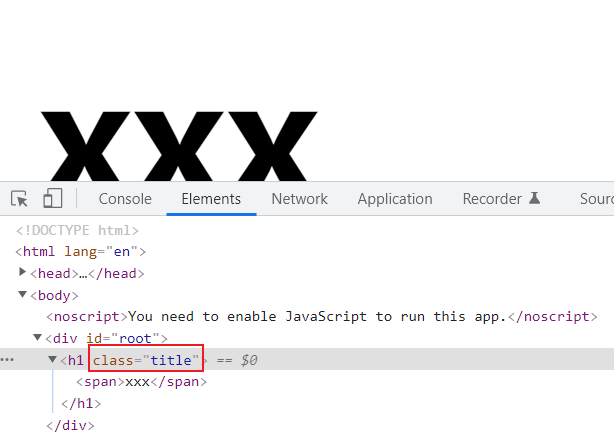 xxx
Console Elements Network Application Recorder Sour
<!DOCTYPE html>
<html lang="en">
<head>…</head>
<body>
<noscript>You need to enable JavaScript to run this app.</noscript>
<div id="root">
<h1 class="title"> == $0
<span>xxx</span>
</h1>
</div>